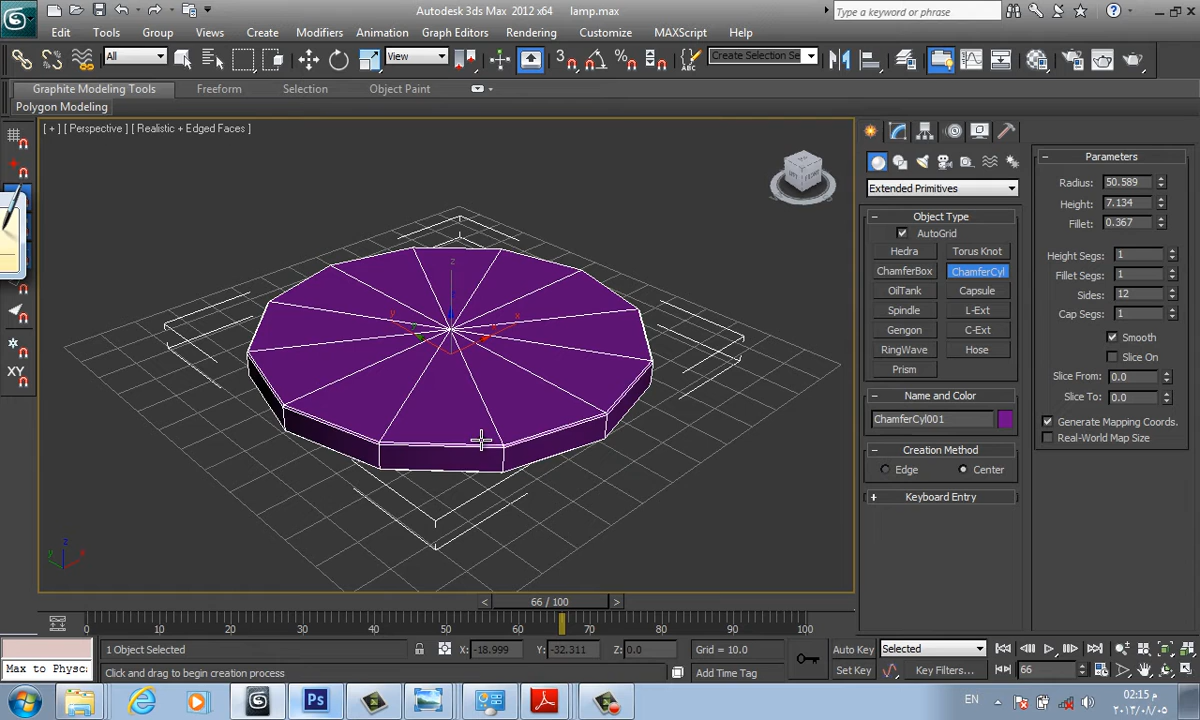 Autodesk 3ds Max 2012 x64 lamp.max
Type a keyword or phrase
Edit Tools Group Views Create Modifiers Animation Graph Editors Rendering Customize MAXScript Help
All View Create Selection Se
Graphite Modeling Tools Freeform Selection Object Paint
Polygon Modeling
[ + ] [ Perspective ] [ Realistic + Edged Faces ]
Extended Primitives
Object Type
AutoGrid
Hedra Torus Knot
ChamferBox ChamferCyl
OilTank Capsule
Spindle L-Ext
Gengon C-Ext
RingWave Hose
Prism
Name and Color
ChamferCyl001
Creation Method
Edge Center
Keyboard Entry
Parameters
Radius: 50.589
Height: 7.134
Fillet: 0.367
Height Segs: 1
Fillet Segs: 1
Sides: 12
Cap Segs: 1
Smooth
Slice On
Slice From: 0.0
Slice To: 0.0
Generate Mapping Coords.
Real-World Map Size
XY
z
x
y
z
y x
< 66 / 100 >
0 10 20 30 40 50 60 70 80 90 100
1 Object Selected X: -18.999 Y: -32.311 Z: 0.0 Grid = 10.0 Auto Key Selected
Max to Physc Click and drag to begin creation process Add Time Tag Set Key Key Filters... 66
Ps
EN
02:15 م
٢٠١٣/٠٨/٠٥